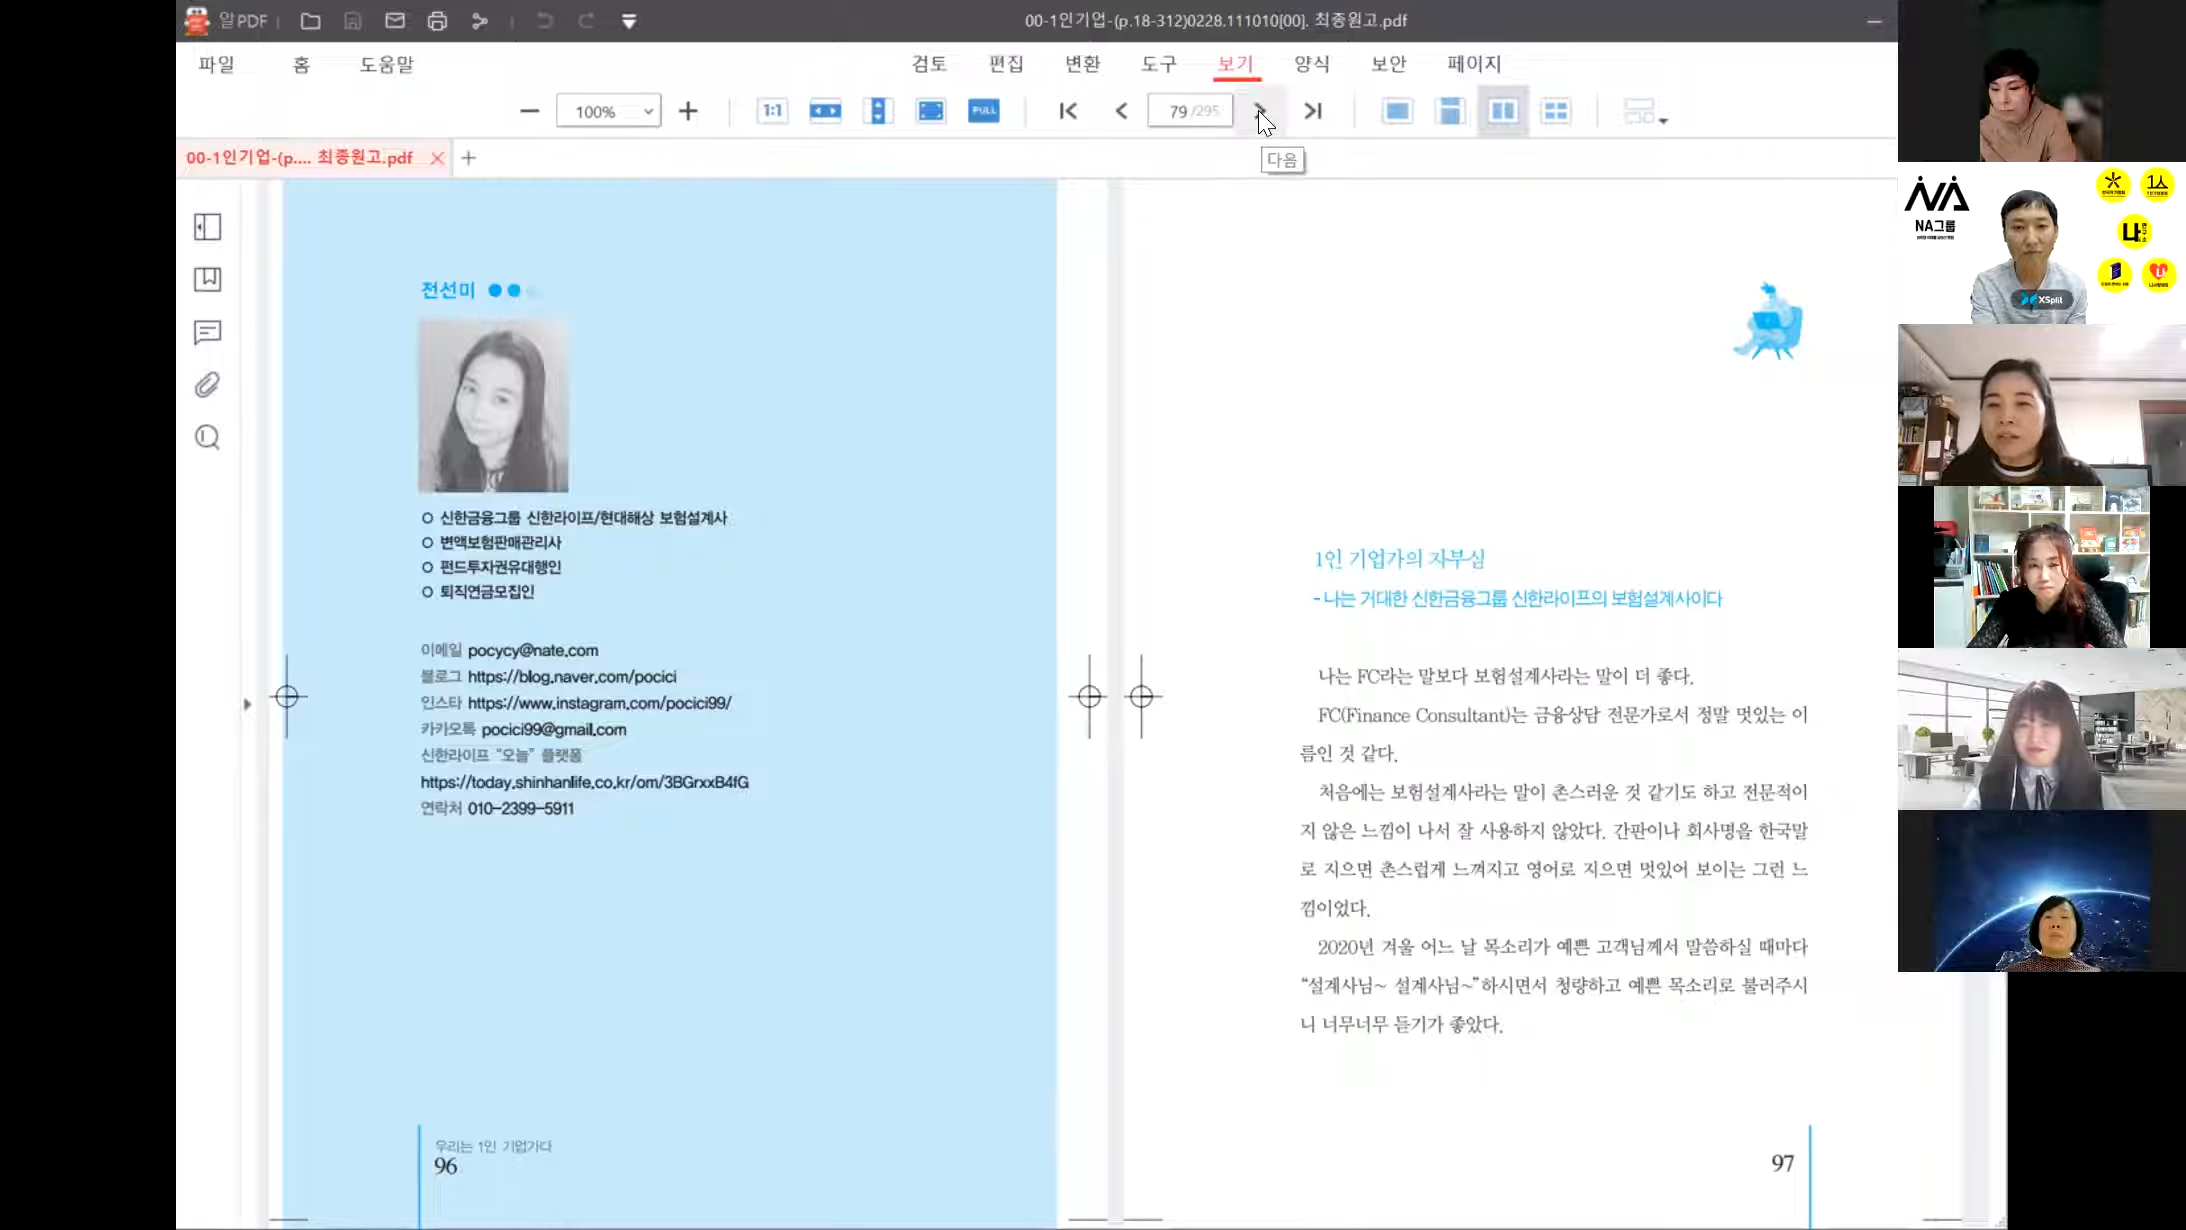 알PDF
00-1인기업-(p.18-312)0228.111010[00]. 최종원고.pdf
파일 홈 도움말 검토 편집 변환 도구 보기 양식 보안 페이지
100% 1:1 PULL 79 /295
다음
00-1인기업-(p.... 최종원고.pdf
전선미
신한금융그룹 신한라이프/현대해상 보험설계사
변액보험판매관리사
펀드투자권유대행인
퇴직연금모집인
이메일 pocycy@nate.com
블로그 https://blog.naver.com/pocici
인스타 https://www.instagram.com/pocici99/
카카오톡 pocici99@gmail.com
신한라이프 “오늘” 플랫폼
https://today.shinhanlife.co.kr/om/3BGrxxB4fG
연락처 010-2399-5911
우리는 1인 기업가다
96
1인 기업가의 자부심
- 나는 거대한 신한금융그룹 신한라이프의 보험설계사이다
나는 FC라는 말보다 보험설계사라는 말이 더 좋다.
FC(Finance Consultant)는 금융상담 전문가로서 정말 멋있는 이
름인 것 같다.
처음에는 보험설계사라는 말이 촌스러운 것 같기도 하고 전문적이
지 않은 느낌이 나서 잘 사용하지 않았다. 간판이나 회사명을 한국말
로 지으면 촌스럽게 느껴지고 영어로 지으면 멋있어 보이는 그런 느
낌이었다.
2020년 겨울 어느 날 목소리가 예쁜 고객님께서 말씀하실 때마다
“설계사님~ 설계사님~”하시면서 청량하고 예쁜 목소리로 불러주시
니 너무너무 듣기가 좋았다.
97
NA그룹
1人
나
XSplit